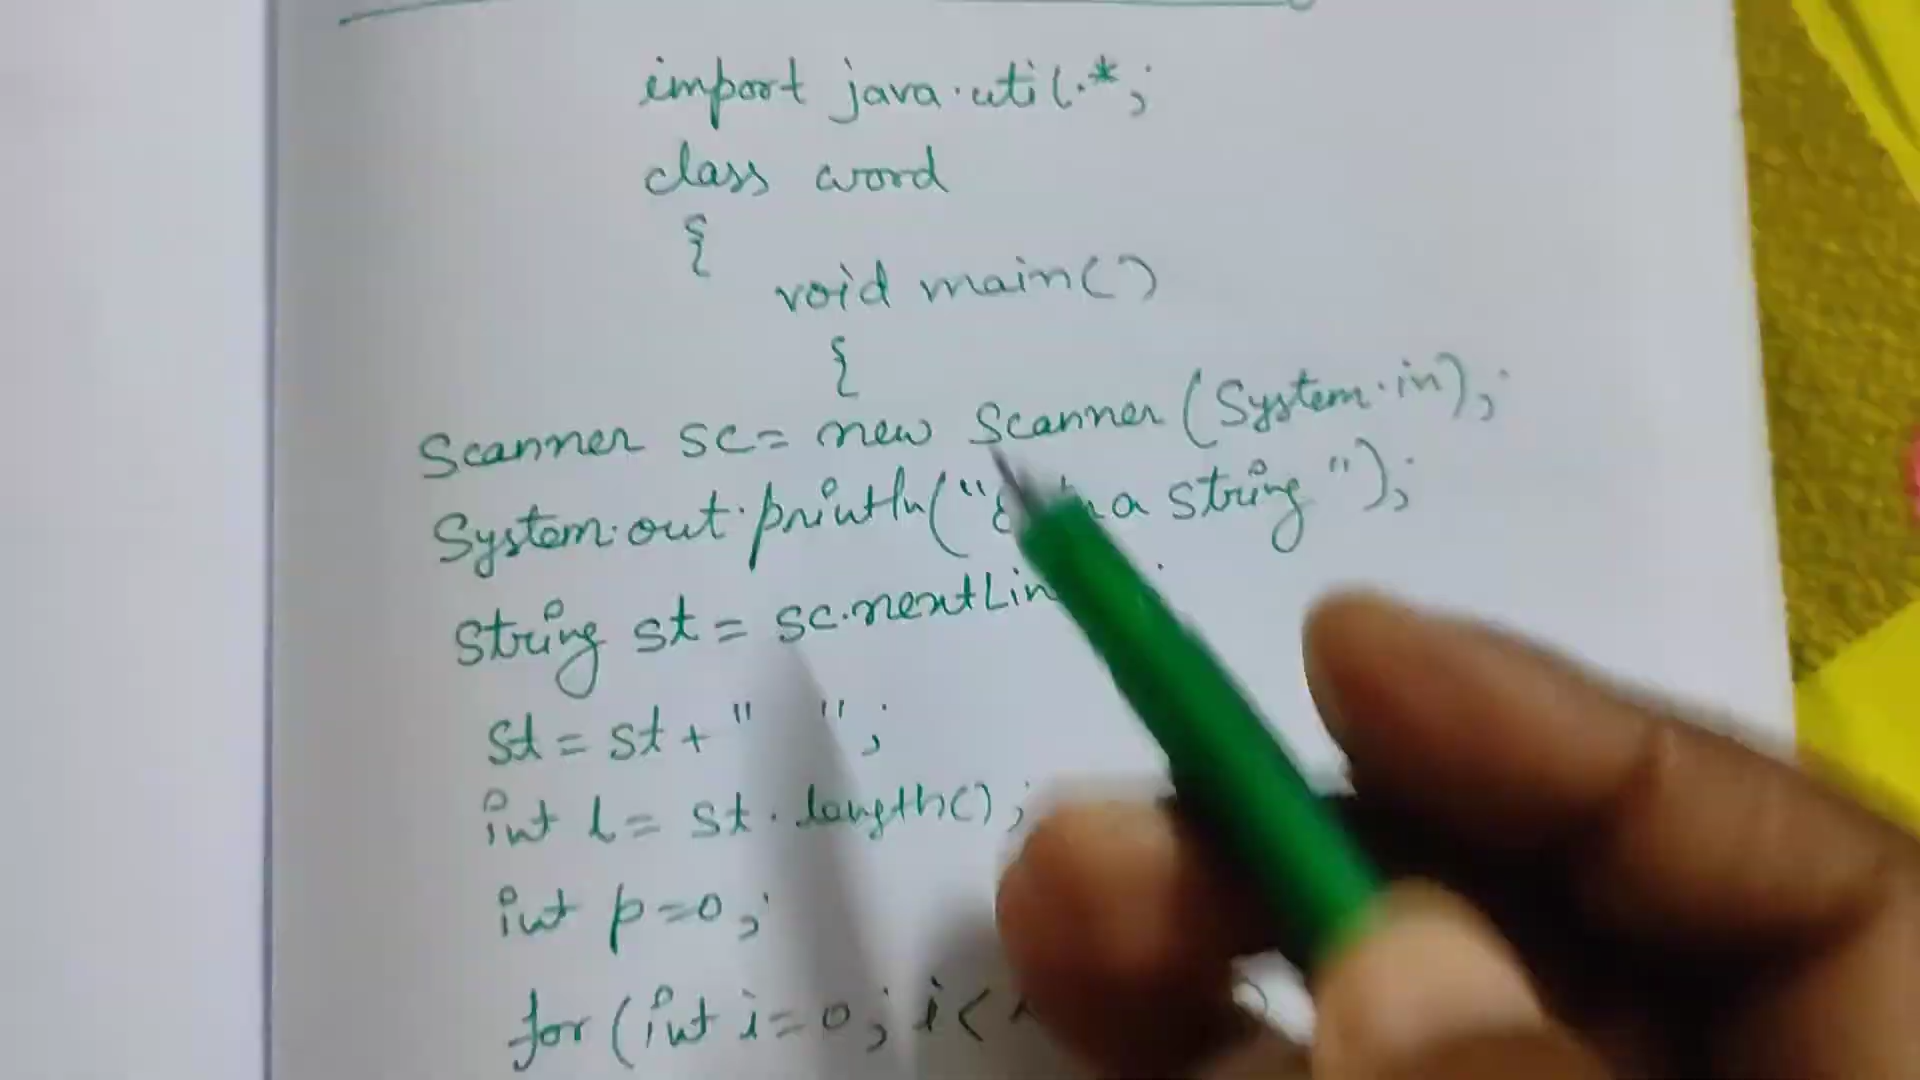 import java.util.*;
class word
{
void main()
{
Scanner sc= new Scanner (System.in);
System.out.println(" a string ");
String st= sc.nextLin
st= st+" ";
int l= st.length();
int p=0;
for (int i=0; i<